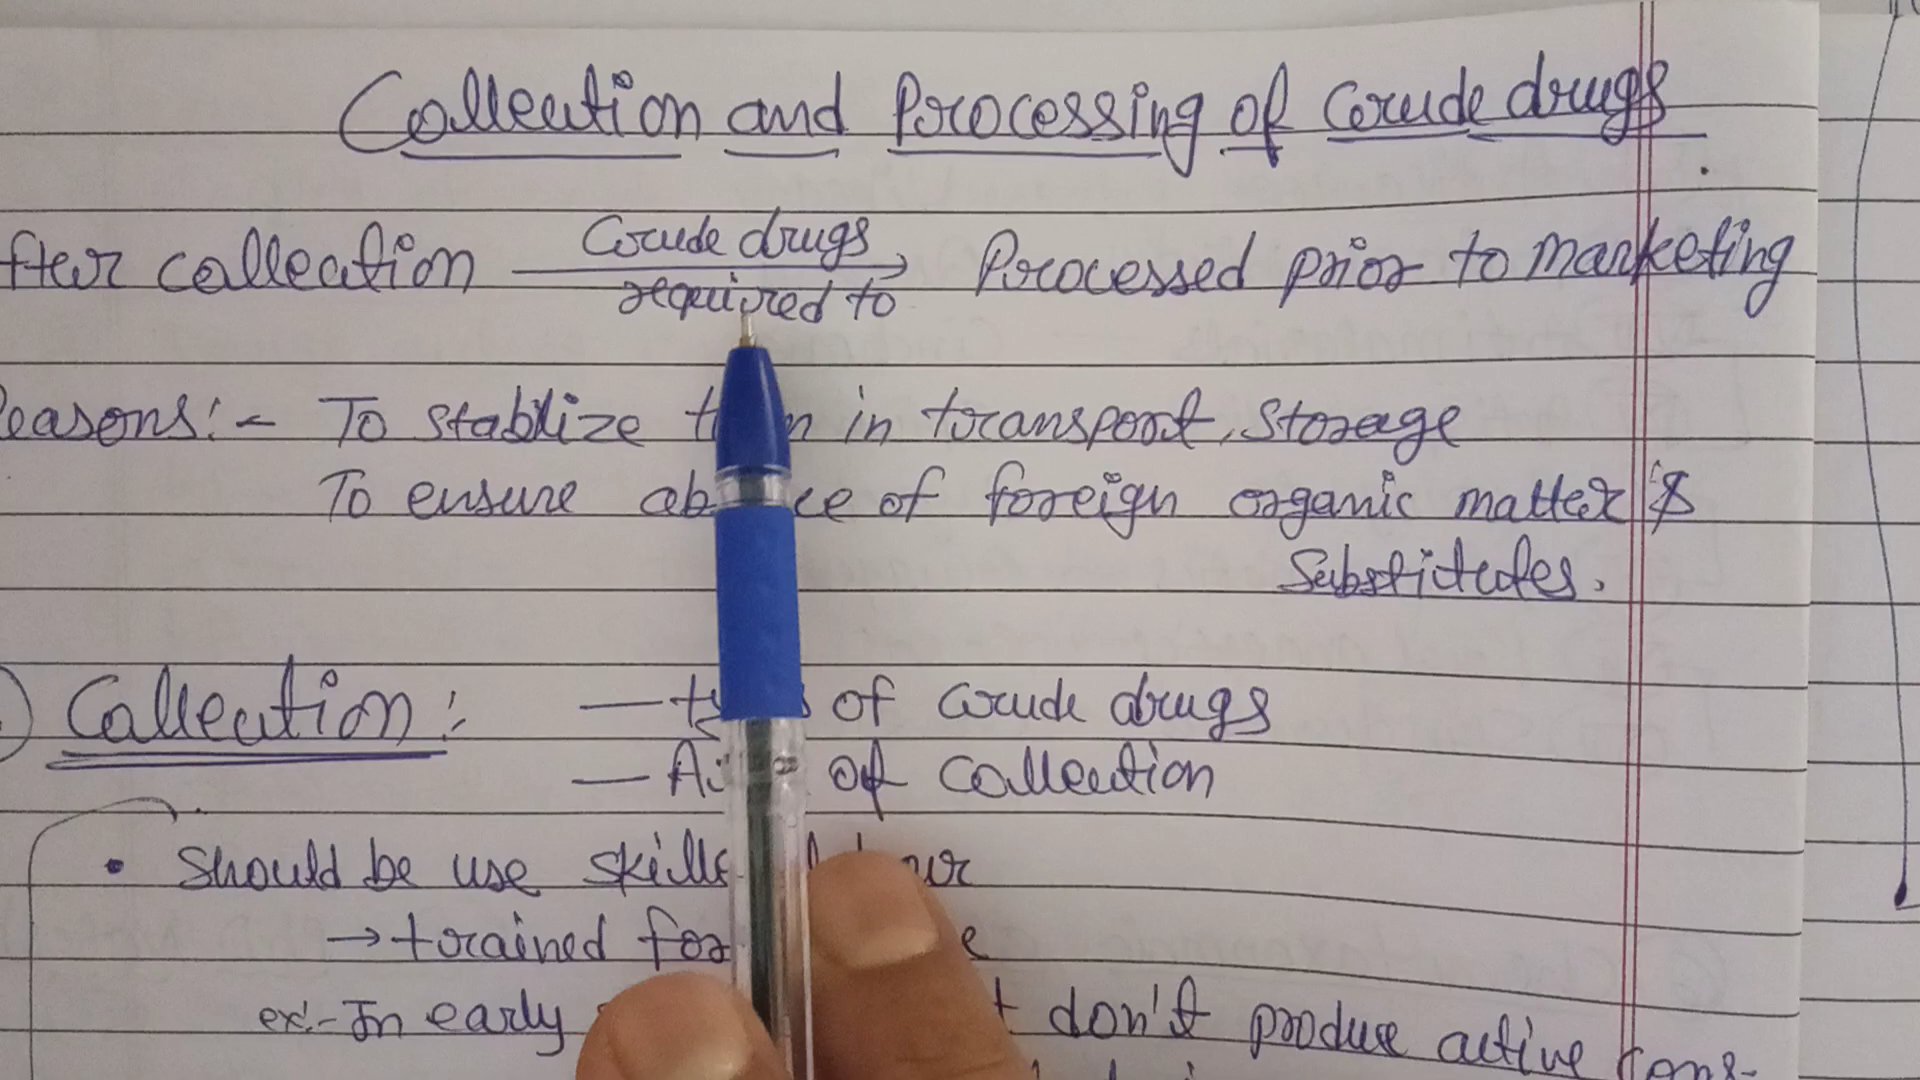 Collection and Processing of Crude drugs.
fter collection Crude drugs required to Processed prior to marketing
easons:- To stablize in transport, storage
To ensure of foreign organic matter &
Substitutes.
Collection:- — of crude drugs
— of collection
• Should be use
→ trained for
ex:- In early don't produce active cons-